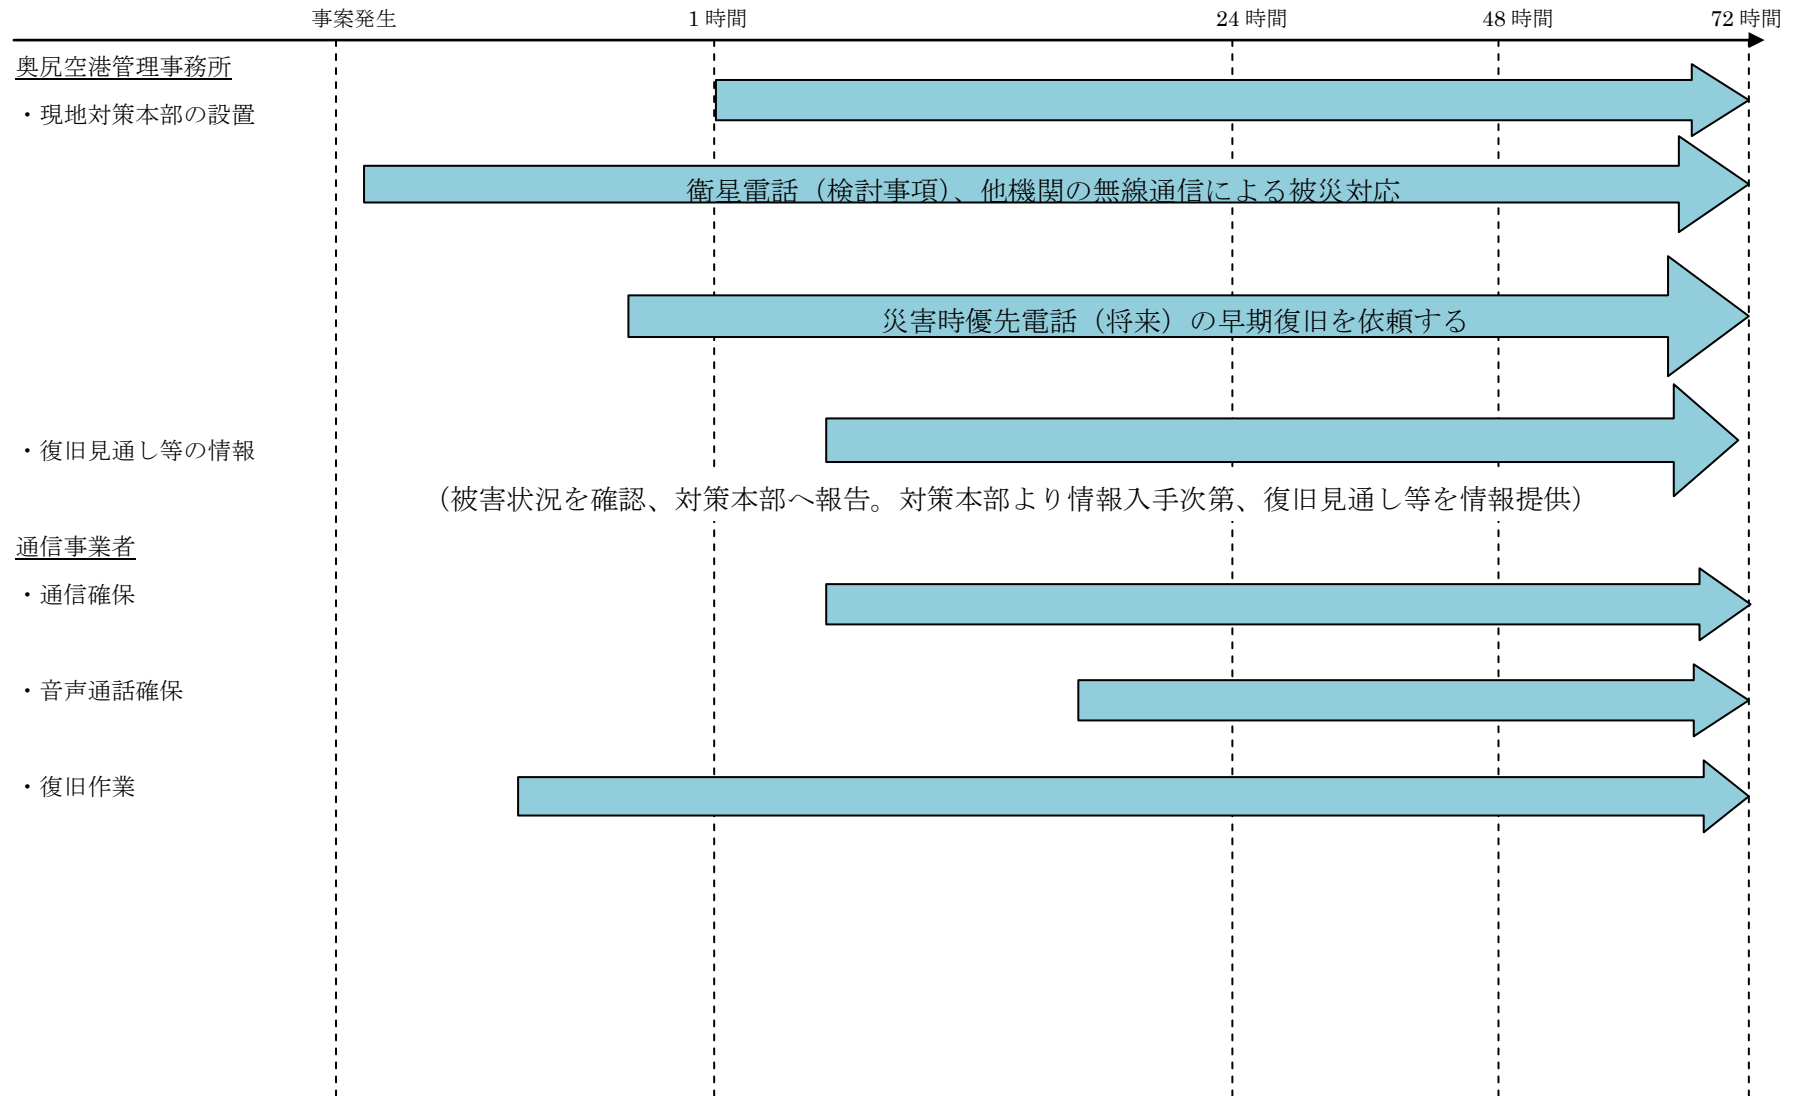 事案発生 1時間 24時間 48時間 72時間
奥尻空港管理事務所
・現地対策本部の設置
衛星電話（検討事項）、他機関の無線通信による被災対応
災害時優先電話（将来）の早期復旧を依頼する
・復旧見通し等の情報
（被害状況を確認、対策本部へ報告。対策本部より情報入手次第、復旧見通し等を情報提供）
通信事業者
・通信確保
・音声通話確保
・復旧作業